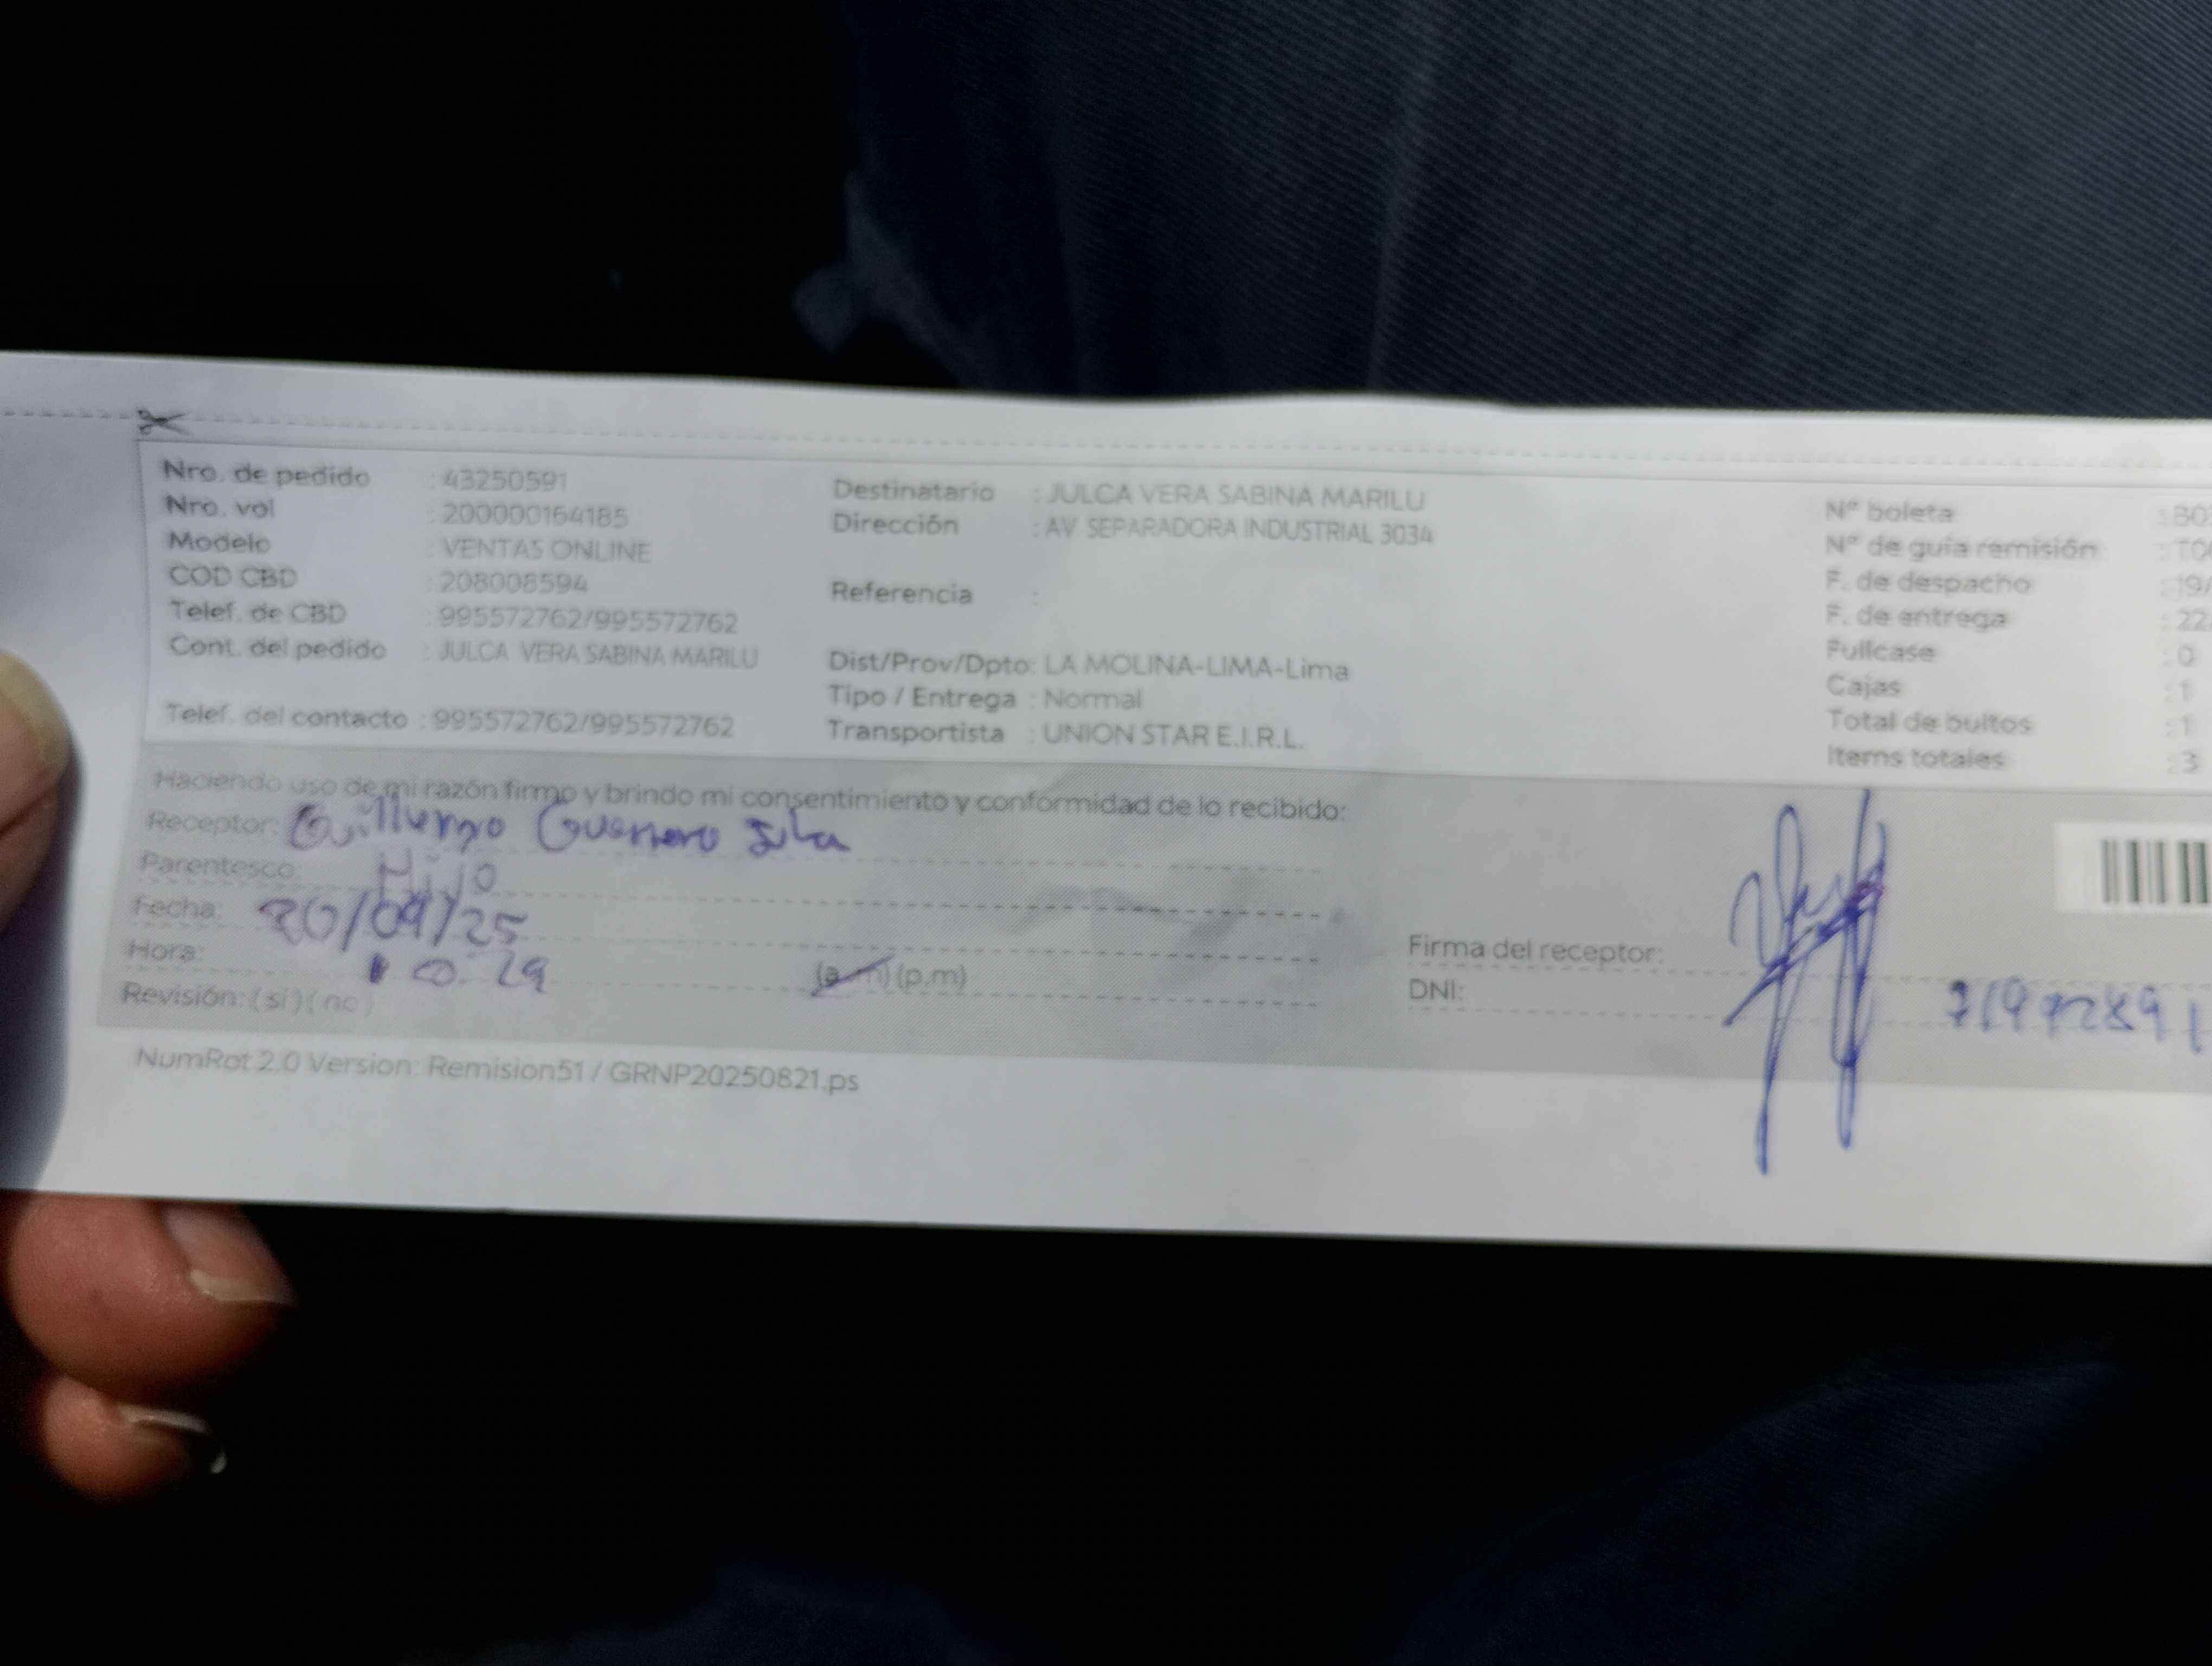 Nro. de pedido : 43250591
Nro. vol : 200000164185
Modelo : VENTAS ONLINE
COD CBD : 208008594
Telef. de CBD : 995572762/995572762
Cont. del pedido : JULCA VERA SABINA MARILU
Telef. del contacto : 995572762/995572762
Destinatario : JULCA VERA SABINA MARILU
Dirección : AV SEPARADORA INDUSTRIAL 3034
Referencia :
Dist/Prov/Dpto: LA MOLINA-LIMA-Lima
Tipo / Entrega : Normal
Transportista : UNION STAR E.I.R.L.
N° boleta : B0
N° de guía remisión : T0
F. de despacho : 19/
F. de entrega : 22
Fullcase : 0
Cajas : 1
Total de bultos : 1
Items totales : 3
Haciendo uso de mi razón firmo y brindo mi consentimiento y conformidad de lo recibido:
Receptor: Guillermo Guerrero
Parentesco: Hijo
Fecha: 20/09/25
Hora: (a.m) (p.m)
Revisión: (si) (no)
Firma del receptor:
DNI:
NumRot 2.0 Version: Remision51 / GRNP20250821.ps